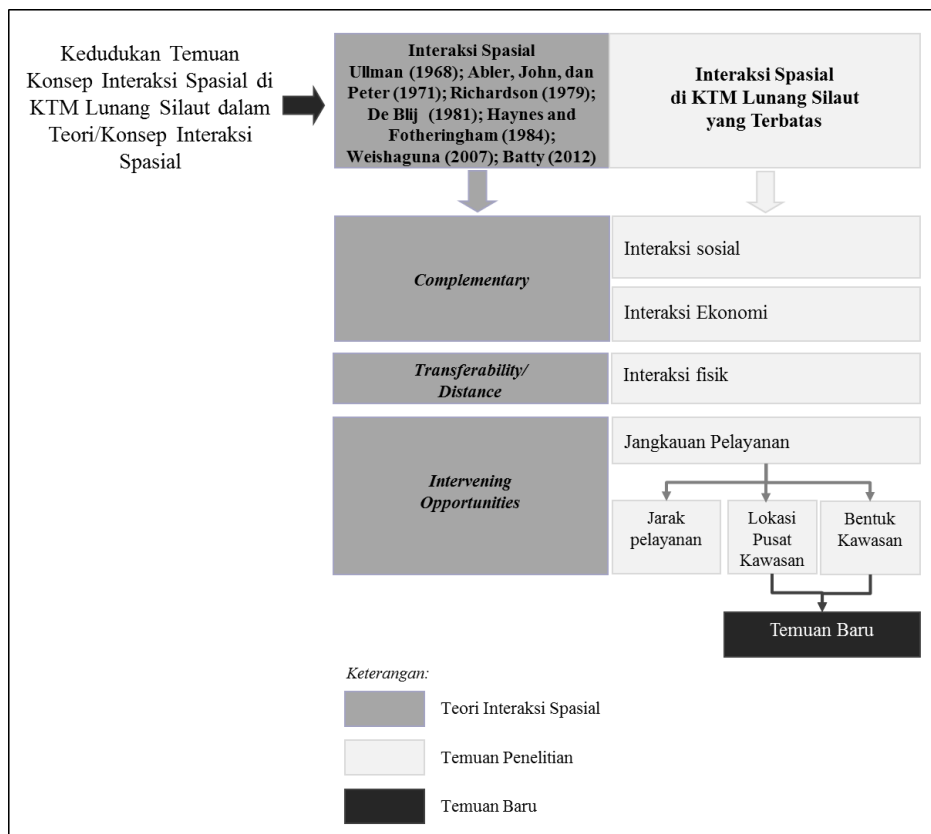 Kedudukan Temuan
Konsep Interaksi Spasial di
KTM Lunang Silaut dalam
Teori/Konsep Interaksi
Spasial
Interaksi Spasial
Ullman (1968); Abler, John, dan
Peter (1971); Richardson (1979);
De Blij (1981); Haynes and
Fotheringham (1984);
Weishaguna (2007); Batty (2012)
Interaksi Spasial
di KTM Lunang Silaut
yang Terbatas
Complementary
Interaksi sosial
Interaksi Ekonomi
Transferability/
Distance
Interaksi fisik
Intervening
Opportunities
Jangkauan Pelayanan
Jarak
pelayanan
Lokasi
Pusat
Kawasan
Bentuk
Kawasan
Temuan Baru
Keterangan:
Teori Interaksi Spasial
Temuan Penelitian
Temuan Baru